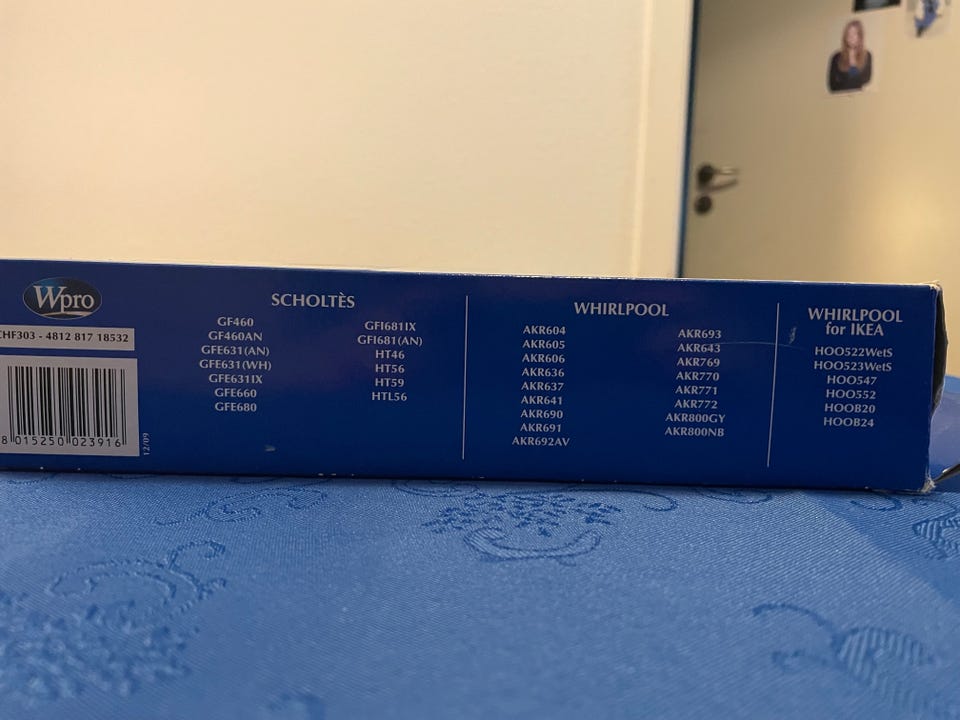 Wpro
CHF303 - 4812 817 18532
8 015250 023916
12/09
SCHOLTÈS
GF460
GF460AN
GFE631(AN)
GFE631(WH)
GFE631IX
GFE660
GFE680
GFI681IX
GFI681(AN)
HT46
HT56
HT59
HTL56
WHIRLPOOL
AKR604
AKR605
AKR606
AKR636
AKR637
AKR641
AKR690
AKR691
AKR692AV
AKR693
AKR643
AKR769
AKR770
AKR771
AKR772
AKR800GY
AKR800NB
WHIRLPOOL
for IKEA
HOO522WetS
HOO523WetS
HOO547
HOO552
HOOB20
HOOB24